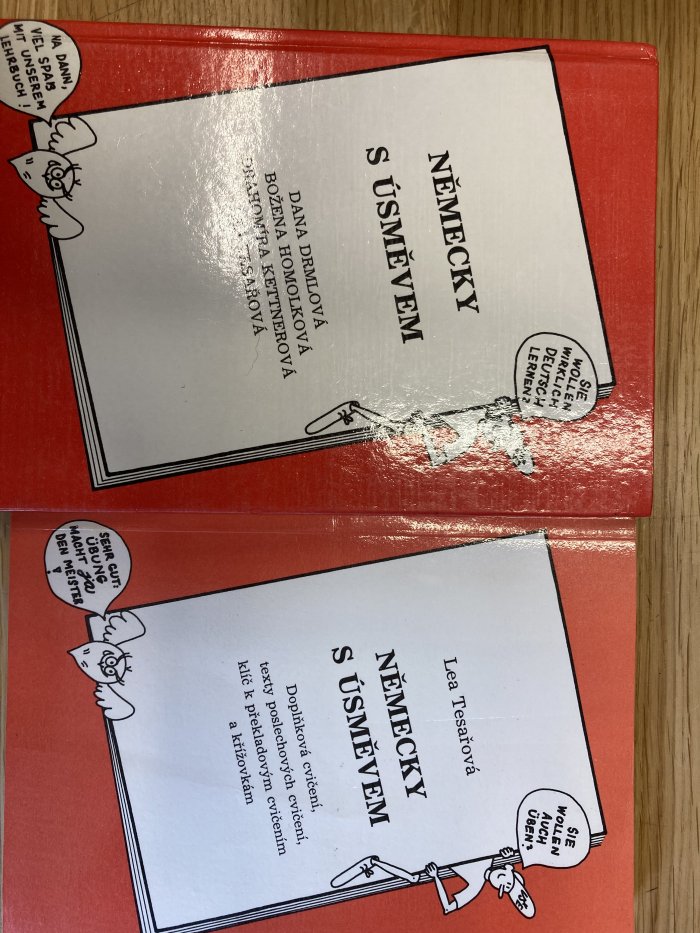 SIE
WOLLEN
WIRKLICH
DEUTSCH
LERNEN?
NĚMECKY
S ÚSMĚVEM
DANA DRMLOVÁ
BOŽENA HOMOLKOVÁ
DRAHOMÍRA KETTNEROVÁ
TESAŘOVÁ
NA DANN,
VIEL SPAß
MIT UNSEREM
LEHRBUCH!
SIE
WOLLEN
AUCH
ÜBEN?
Lea Tesařová
NĚMECKY
S ÚSMĚVEM
Doplňková cvičení,
texty poslechových cvičení,
klíč k překladovým cvičením
a křížovkám
SEHR GUT:
ÜBUNG
MACHT ja
DEN MEISTER
!